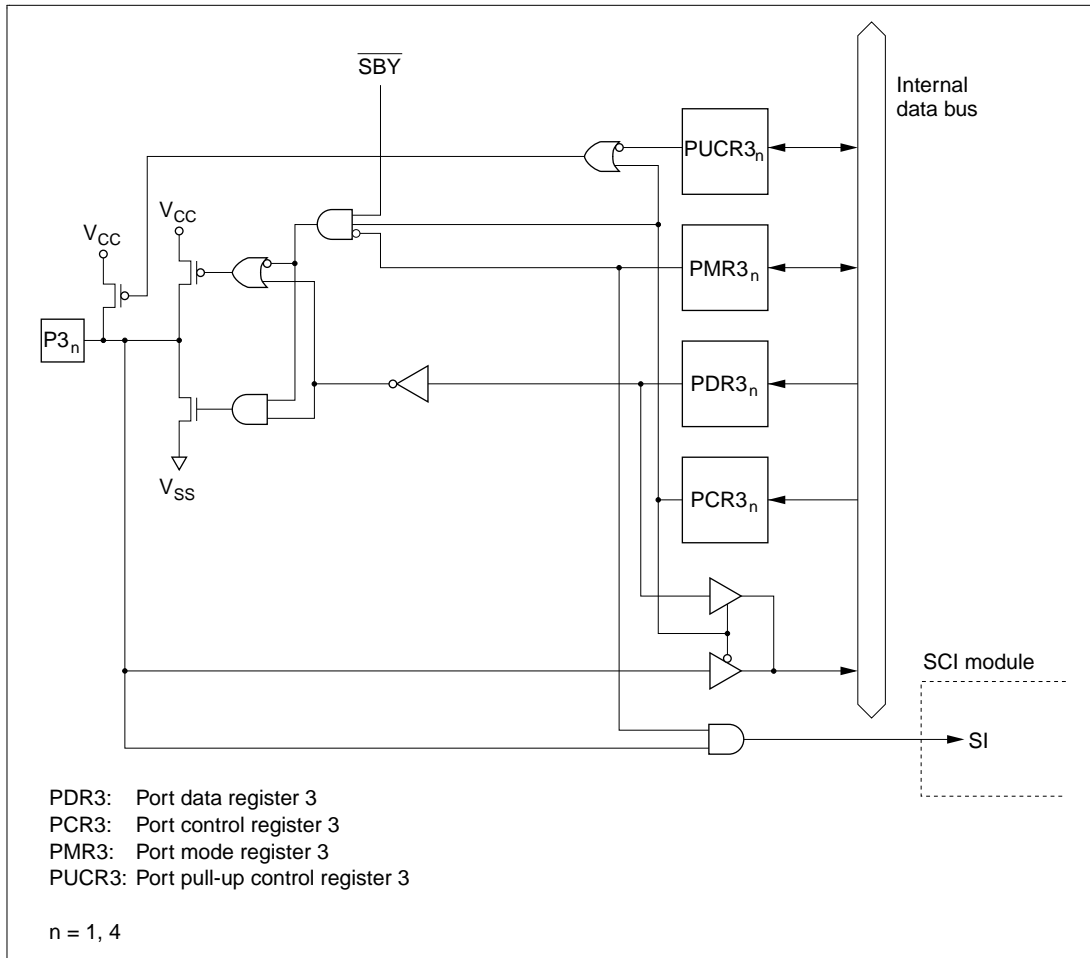 SBY
Internal
data bus
PUCR3n
VCC
VCC
PMR3n
P3n
PDR3n
VSS
PCR3n
SCI module
SI
PDR3: Port data register 3
PCR3: Port control register 3
PMR3: Port mode register 3
PUCR3: Port pull-up control register 3
n = 1, 4